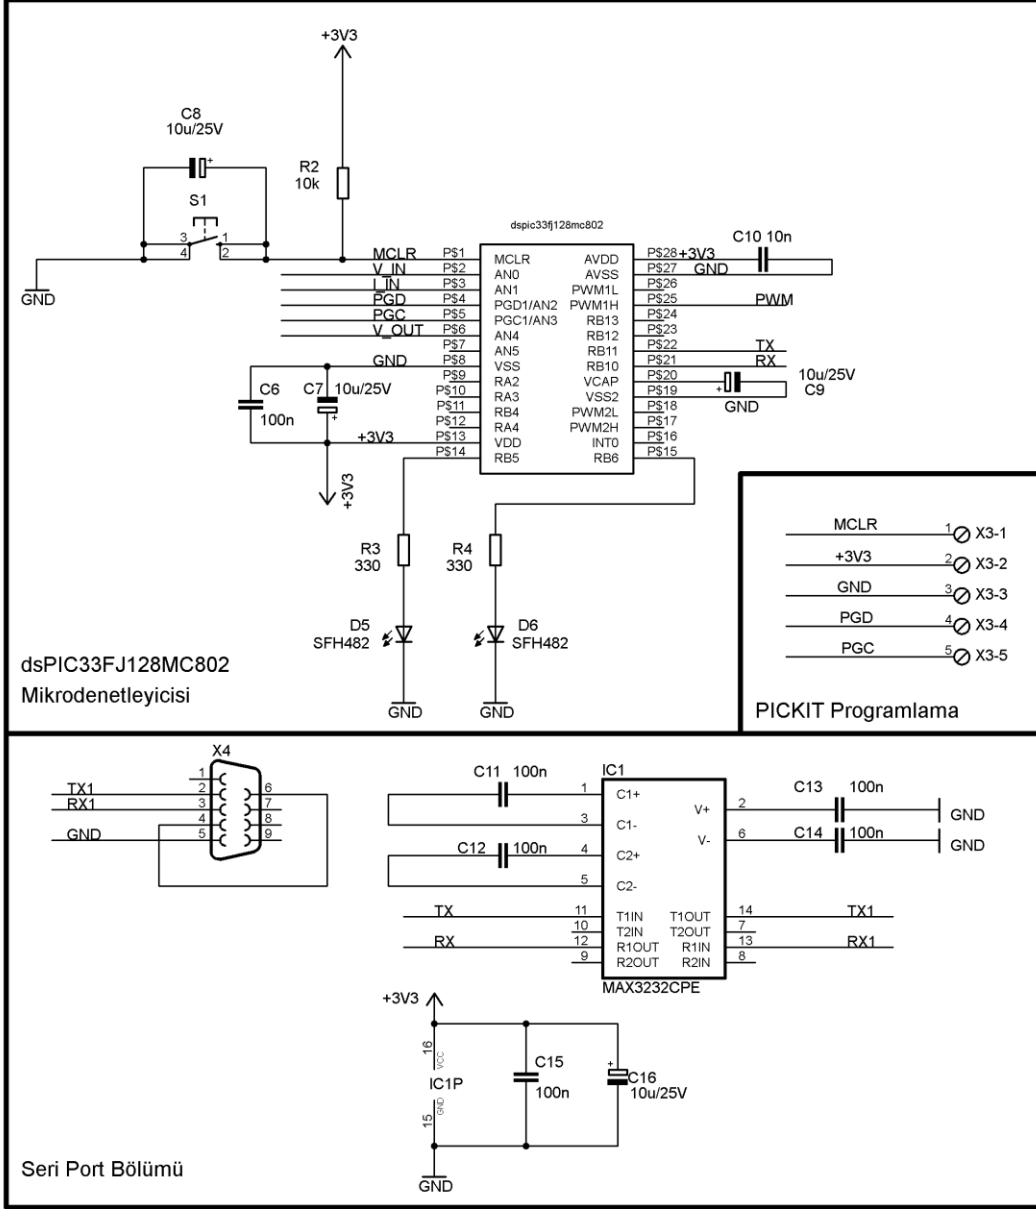 +3V3
C8
10u/25V
R2
10k
S1
3
1
4
2
GND
dspic33fj128mc802
C10 10n
MCLR P$1 MCLR AVDD P$28 +3V3
V_IN P$2 AN0 AVSS P$27 GND
I_IN P$3 AN1 PWM1L P$26
PGD P$4 PGD1/AN2 PWM1H P$25 PWM
PGC P$5 PGC1/AN3 RB13 P$24
V_OUT P$6 AN4 RB12 P$23
P$7 AN5 RB11 P$22 TX
GND P$8 VSS RB10 P$21 RX
P$9 RA2 VCAP P$20
P$10 RA3 VSS2 P$19
P$11 RB4 PWM2L P$18
P$12 RA4 PWM2H P$17
+3V3 P$13 VDD INT0 P$16
P$14 RB5 RB6 P$15
C6
100n
C7 10u/25V
+
+3V3
10u/25V
C9
+
GND
R3
330
R4
330
D5
SFH482
D6
SFH482
GND
GND
dsPIC33FJ128MC802
Mikrodenetleyicisi
MCLR 1 X3-1
+3V3 2 X3-2
GND 3 X3-3
PGD 4 X3-4
PGC 5 X3-5
PICKIT Programlama
X4
1
TX1 2 6
RX1 3 7
4 8
GND 5 9
IC1
C11 100n 1 C1+
3 C1-
C12 100n 4 C2+
5 C2-
V+ 2 C13 100n GND
V- 6 C14 100n GND
TX 11 T1IN T1OUT 14 TX1
10 T2IN T2OUT 7
RX 12 R1OUT R1IN 13 RX1
9 R2OUT R2IN 8
MAX3232CPE
+3V3
16 VCC
IC1P
15 GND
C15
100n
+
C16
10u/25V
GND
Seri Port Bölümü